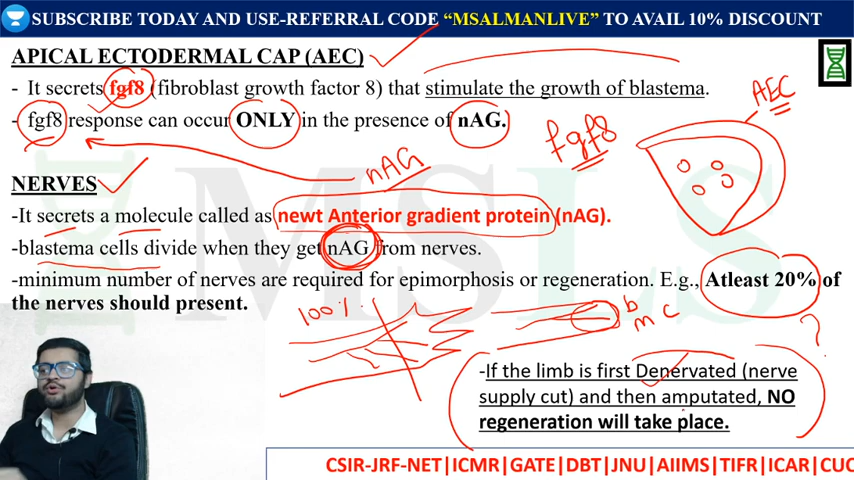 SUBSCRIBE TODAY AND USE-REFERRAL CODE “MSALMANLIVE” TO AVAIL 10% DISCOUNT
APICAL ECTODERMAL CAP (AEC)
- It secrets fgf8 (fibroblast growth factor 8) that stimulate the growth of blastema.
- fgf8 response can occur ONLY in the presence of nAG.
AEC
fgf8
nAG
NERVES
-It secrets a molecule called as newt Anterior gradient protein (nAG).
-blastema cells divide when they get nAG from nerves.
-minimum number of nerves are required for epimorphosis or regeneration. E.g., Atleast 20% of
the nerves should present.
100%
b
m c
?
-If the limb is first Denervated (nerve
supply cut) and then amputated, NO
regeneration will take place.
MSLS
CSIR-JRF-NET|ICMR|GATE|DBT|JNU|AIIMS|TIFR|ICAR|CUC